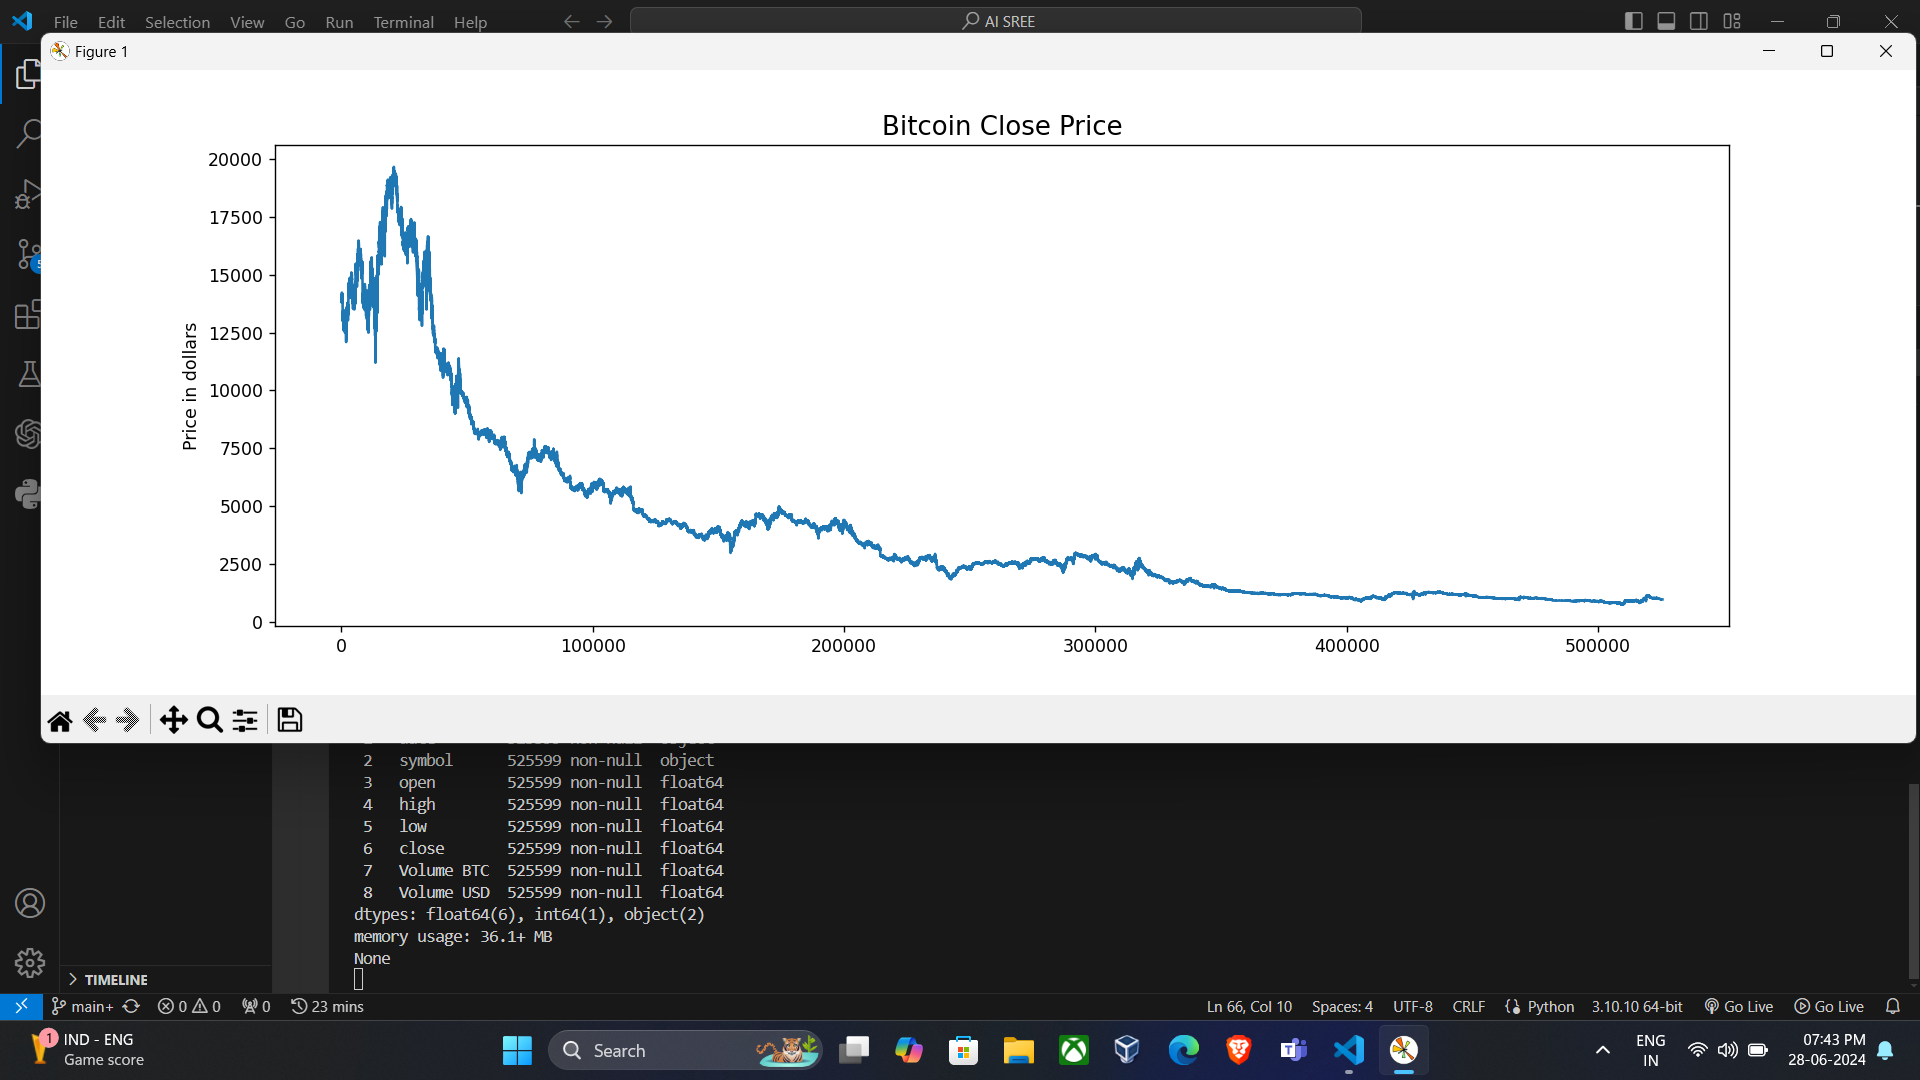 File Edit Selection View Go Run Terminal Help
AI SREE
Figure 1
Bitcoin Close Price
20000
17500
15000
12500
10000
7500
5000
2500
0
Price in dollars
0 100000 200000 300000 400000 500000
2 symbol 525599 non-null object
3 open 525599 non-null float64
4 high 525599 non-null float64
5 low 525599 non-null float64
6 close 525599 non-null float64
7 Volume BTC 525599 non-null float64
8 Volume USD 525599 non-null float64
dtypes: float64(6), int64(1), object(2)
memory usage: 36.1+ MB
None
TIMELINE
main+ 0 0 0 23 mins
Ln 66, Col 10 Spaces: 4 UTF-8 CRLF Python 3.10.10 64-bit Go Live Go Live
1
IND - ENG
Game score
Search
ENG
IN
07:43 PM
28-06-2024